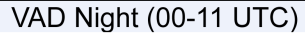 VAD Night (00-11 UTC)